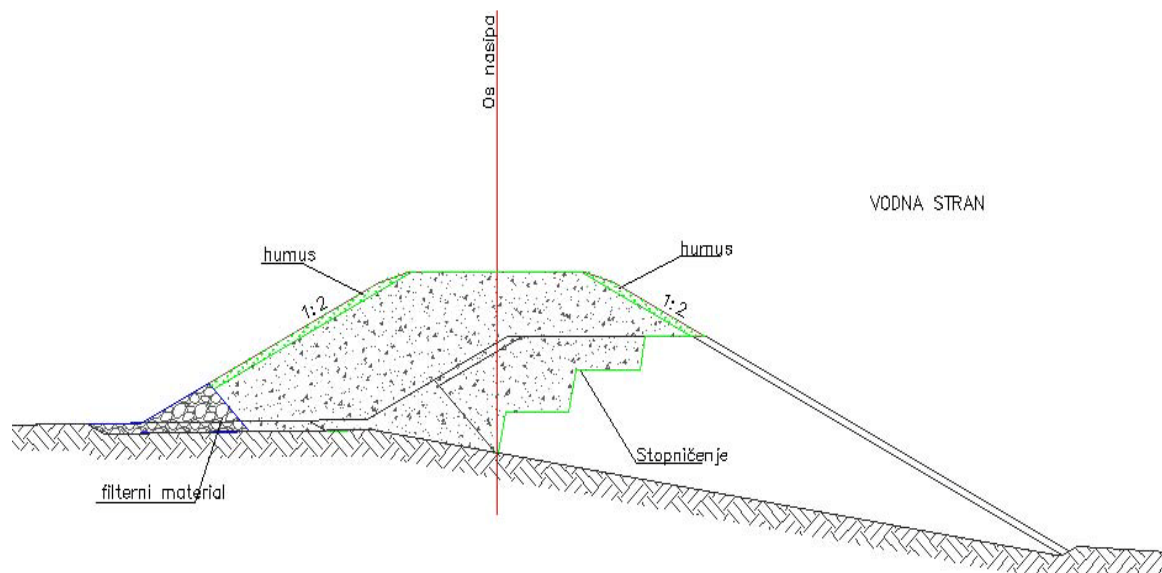 Os nasipa
VODNA STRAN
humus
humus
1:2
1:2
Stopničenje
filterni material